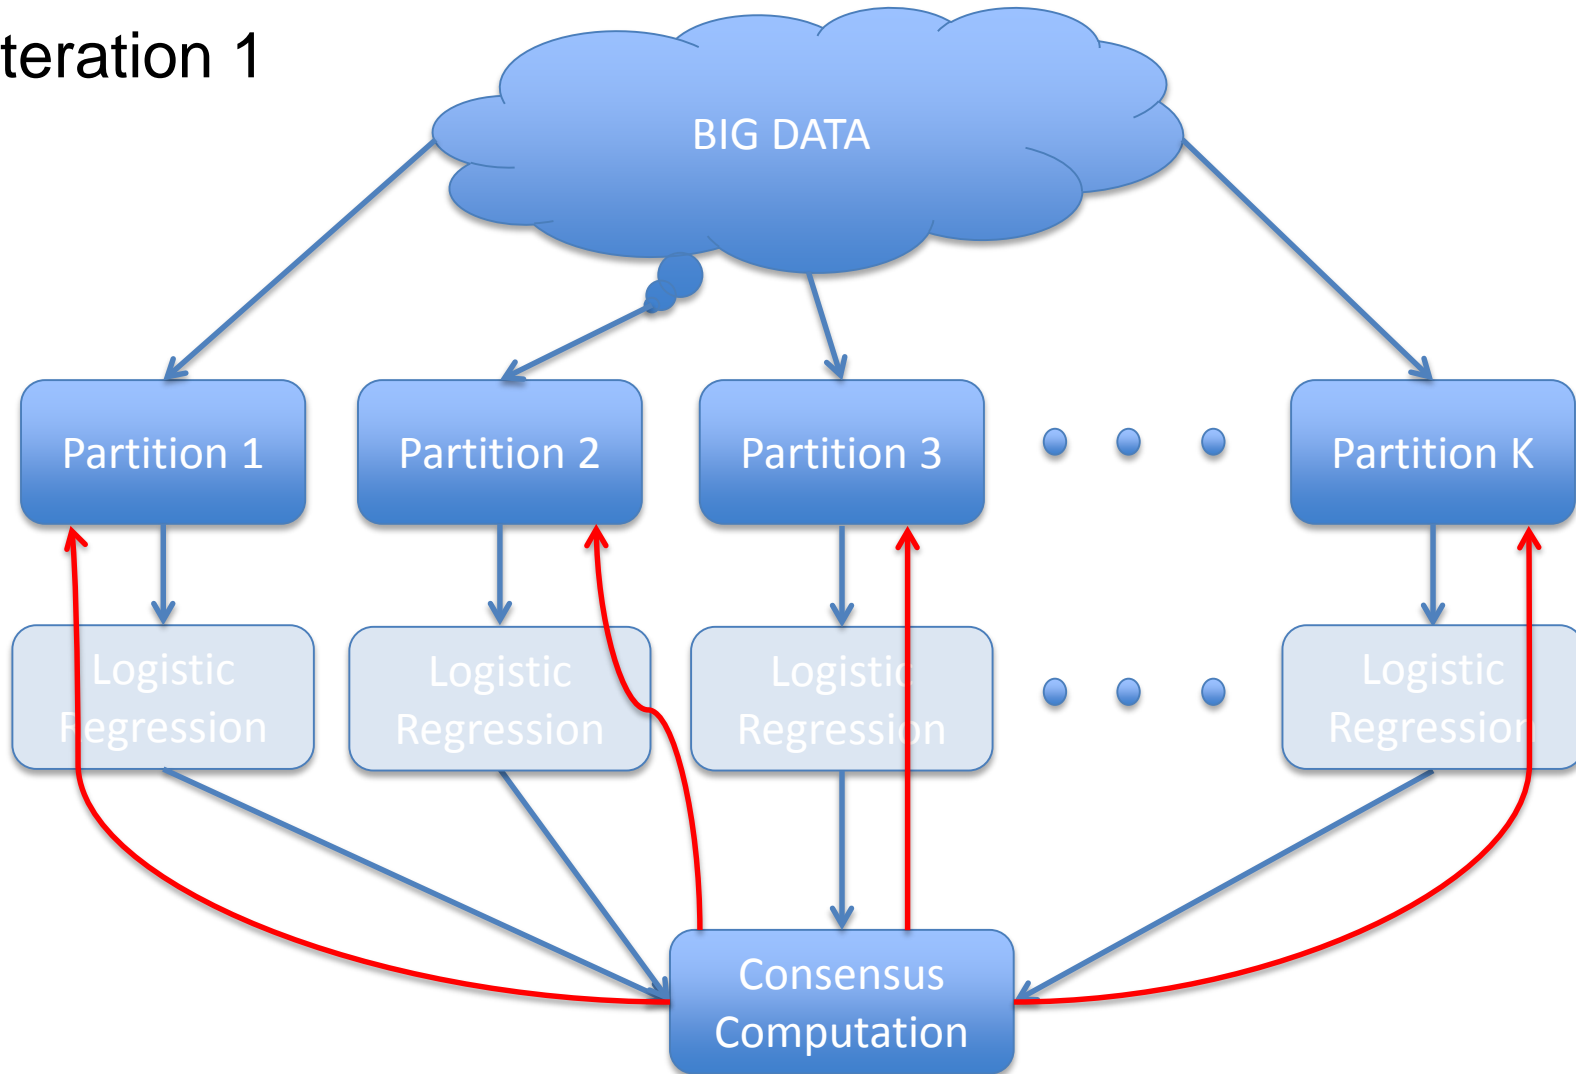 teration 1
BIG DATA
Partition 1
Partition 2
Partition 3
Partition K
Logistic
Regression
Logistic
Regression
Logistic
Regression
Logistic
Regression
Consensus
Computation